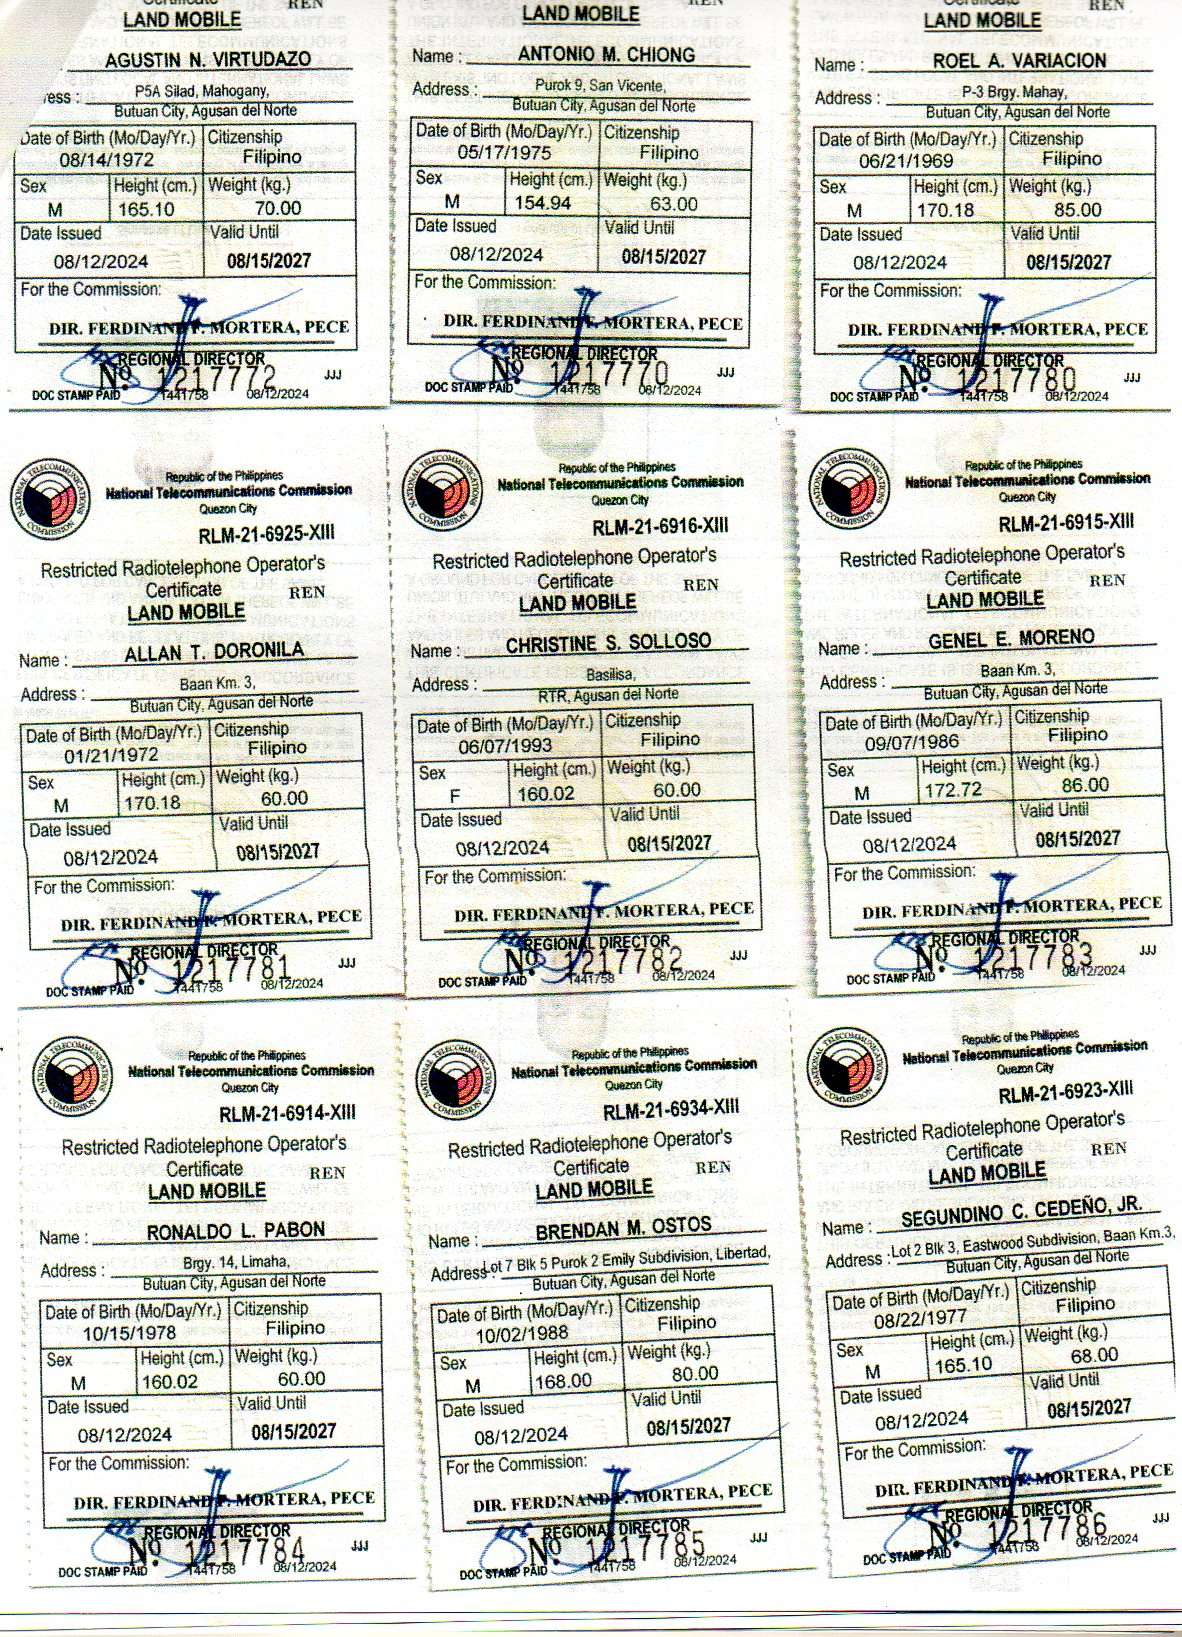 Certificate REN
LAND MOBILE
AGUSTIN N. VIRTUDAZO
ress : P5A Silad, Mahogany,
Butuan City, Agusan del Norte
Date of Birth (Mo/Day/Yr.) Citizenship
08/14/1972 Filipino
Sex Height (cm.) Weight (kg.)
M 165.10 70.00
Date Issued Valid Until
08/12/2024 08/15/2027
For the Commission:
DIR. FERDINAND F. MORTERA, PECE
REGIONAL DIRECTOR
No. 1217772 JJJ
DOC STAMP PAID 1441758 08/12/2024
REN
LAND MOBILE
Name : ANTONIO M. CHIONG
Address : Purok 9, San Vicente,
Butuan City, Agusan del Norte
Date of Birth (Mo/Day/Yr.) Citizenship
05/17/1975 Filipino
Sex Height (cm.) Weight (kg.)
M 154.94 63.00
Date Issued Valid Until
08/12/2024 08/15/2027
For the Commission:
DIR. FERDINAND F. MORTERA, PECE
REGIONAL DIRECTOR
No. 1217770 JJJ
DOC STAMP PAID 1441758 08/12/2024
Certificate REN
LAND MOBILE
Name : ROEL A. VARIACION
Address : P-3 Brgy. Mahay,
Butuan City, Agusan del Norte
Date of Birth (Mo/Day/Yr.) Citizenship
06/21/1969 Filipino
Sex Height (cm.) Weight (kg.)
M 170.18 85.00
Date Issued Valid Until
08/12/2024 08/15/2027
For the Commission:
DIR. FERDINAND F. MORTERA, PECE
REGIONAL DIRECTOR
No. 1217780 JJJ
DOC STAMP PAID 1441758 08/12/2024
NATIONAL TELECOMMUNICATIONS COMMISSION
Republic of the Philippines
National Telecommunications Commission
Quezon City
RLM-21-6925-XIII
Restricted Radiotelephone Operator's
Certificate REN
LAND MOBILE
Name : ALLAN T. DORONILA
Address : Baan Km. 3,
Butuan City, Agusan del Norte
Date of Birth (Mo/Day/Yr.) Citizenship
01/21/1972 Filipino
Sex Height (cm.) Weight (kg.)
M 170.18 60.00
Date Issued Valid Until
08/12/2024 08/15/2027
For the Commission:
DIR. FERDINAND F. MORTERA, PECE
REGIONAL DIRECTOR
No. 1217781 JJJ
DOC STAMP PAID 1441758 08/12/2024
NATIONAL TELECOMMUNICATIONS COMMISSION
Republic of the Philippines
National Telecommunications Commission
Quezon City
RLM-21-6916-XIII
Restricted Radiotelephone Operator's
Certificate REN
LAND MOBILE
Name : CHRISTINE S. SOLLOSO
Address : Basilisa,
RTR, Agusan del Norte
Date of Birth (Mo/Day/Yr.) Citizenship
06/07/1993 Filipino
Sex Height (cm.) Weight (kg.)
F 160.02 60.00
Date Issued Valid Until
08/12/2024 08/15/2027
For the Commission:
DIR. FERDINAND F. MORTERA, PECE
REGIONAL DIRECTOR
No. 1217782 JJJ
DOC STAMP PAID 1441758 08/12/2024
NATIONAL TELECOMMUNICATIONS COMMISSION
Republic of the Philippines
National Telecommunications Commission
Quezon City
RLM-21-6915-XIII
Restricted Radiotelephone Operator's
Certificate REN
LAND MOBILE
Name : GENEL E. MORENO
Address : Baan Km. 3,
Butuan City, Agusan del Norte
Date of Birth (Mo/Day/Yr.) Citizenship
09/07/1986 Filipino
Sex Height (cm.) Weight (kg.)
M 172.72 86.00
Date Issued Valid Until
08/12/2024 08/15/2027
For the Commission:
DIR. FERDINAND F. MORTERA, PECE
REGIONAL DIRECTOR
No. 1217783 JJJ
DOC STAMP PAID 1441758 08/12/2024
NATIONAL TELECOMMUNICATIONS COMMISSION
Republic of the Philippines
National Telecommunications Commission
Quezon City
RLM-21-6914-XIII
Restricted Radiotelephone Operator's
Certificate REN
LAND MOBILE
Name : RONALDO L. PABON
Address : Brgy. 14, Limaha,
Butuan City, Agusan del Norte
Date of Birth (Mo/Day/Yr.) Citizenship
10/15/1978 Filipino
Sex Height (cm.) Weight (kg.)
M 160.02 60.00
Date Issued Valid Until
08/12/2024 08/15/2027
For the Commission:
DIR. FERDINAND F. MORTERA, PECE
REGIONAL DIRECTOR
No. 1217784 JJJ
DOC STAMP PAID 1441758 08/12/2024
NATIONAL TELECOMMUNICATIONS COMMISSION
Republic of the Philippines
National Telecommunications Commission
Quezon City
RLM-21-6934-XIII
Restricted Radiotelephone Operator's
Certificate REN
LAND MOBILE
Name : BRENDAN M. OSTOS
Address : Lot 7 Blk 5 Purok 2 Emily Subdivision, Libertad,
Butuan City, Agusan del Norte
Date of Birth (Mo/Day/Yr.) Citizenship
10/02/1988 Filipino
Sex Height (cm.) Weight (kg.)
M 168.00 80.00
Date Issued Valid Until
08/12/2024 08/15/2027
For the Commission:
DIR. FERDINAND F. MORTERA, PECE
REGIONAL DIRECTOR
No. 1217785 JJJ
DOC STAMP PAID 1441758 08/12/2024
NATIONAL TELECOMMUNICATIONS COMMISSION
Republic of the Philippines
National Telecommunications Commission
Quezon City
RLM-21-6923-XIII
Restricted Radiotelephone Operator's
Certificate REN
LAND MOBILE
Name : SEGUNDINO C. CEDEÑO, JR.
Address : Lot 2 Blk 3, Eastwood Subdivision, Baan Km.3,
Butuan City, Agusan del Norte
Date of Birth (Mo/Day/Yr.) Citizenship
08/22/1977 Filipino
Sex Height (cm.) Weight (kg.)
M 165.10 68.00
Date Issued Valid Until
08/12/2024 08/15/2027
For the Commission:
DIR. FERDINAND F. MORTERA, PECE
REGIONAL DIRECTOR
No. 1217786 JJJ
DOC STAMP PAID 1441758 08/12/2024